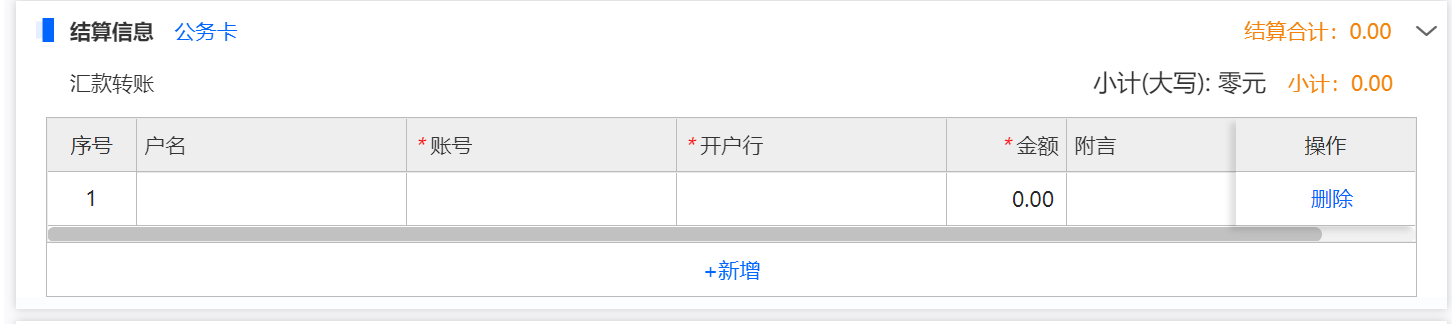 结算信息 公务卡 结算合计：0.00
汇款转账 小计(大写): 零元 小计：0.00
序号 户名 *账号 *开户行 *金额 附言 操作
1 0.00 删除
+新增